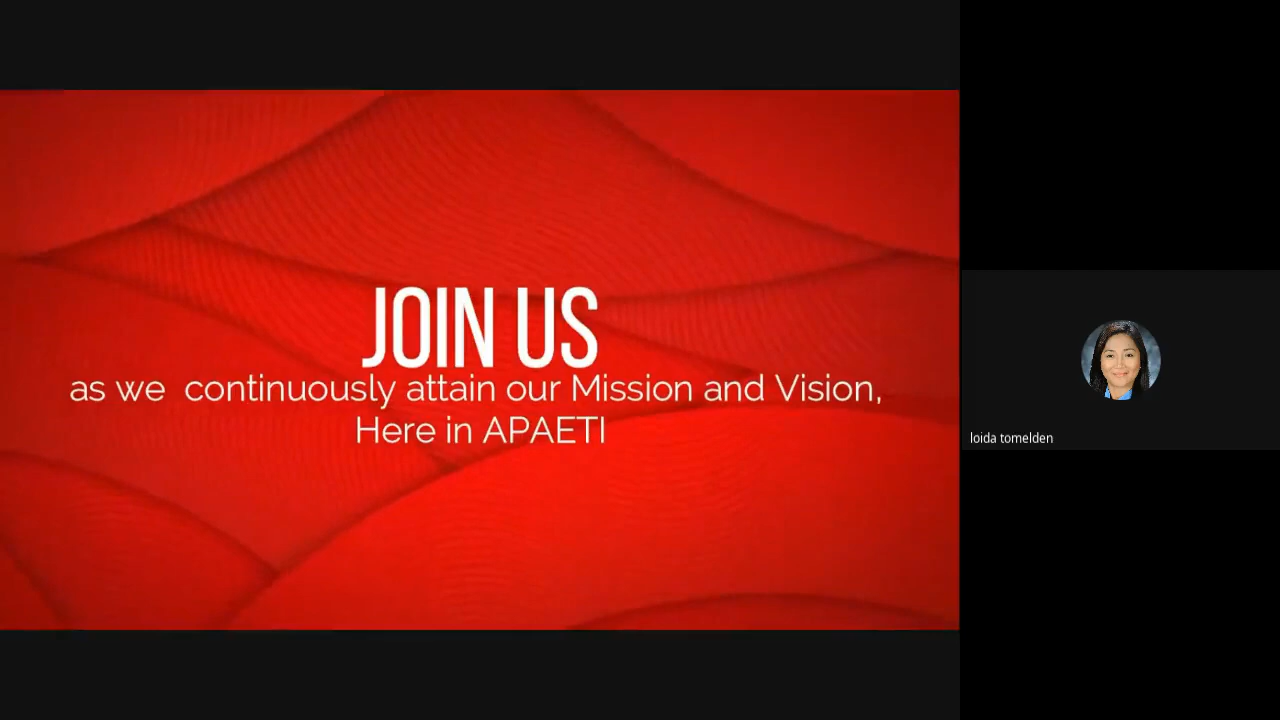 JOIN US
as we  continuously attain our Mission and Vision,
Here in APAETI
loida tomelden